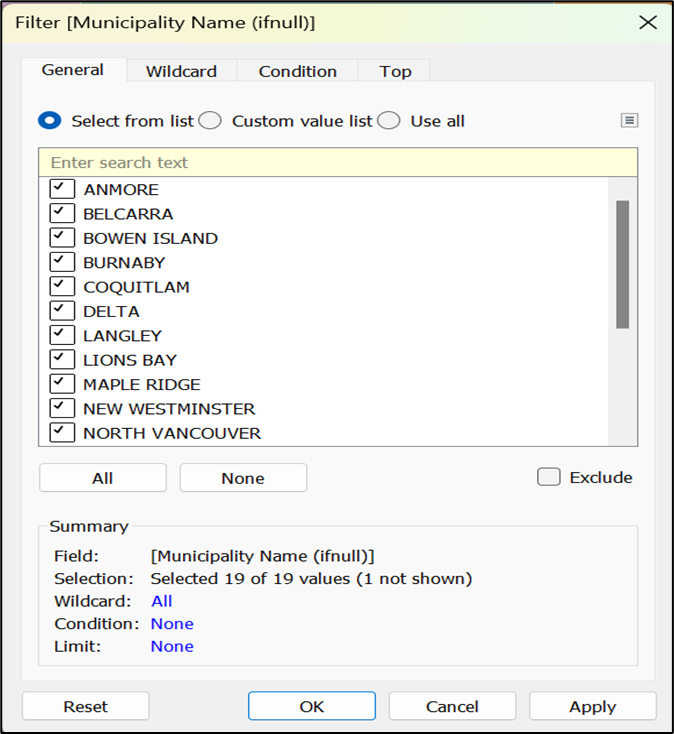 Filter [Municipality Name (ifnull)]
General Wildcard Condition Top
Select from list Custom value list Use all
Enter search text
ANMORE
BELCARRA
BOWEN ISLAND
BURNABY
COQUITLAM
DELTA
LANGLEY
LIONS BAY
MAPLE RIDGE
NEW WESTMINSTER
NORTH VANCOUVER
All None Exclude
Summary
Field: [Municipality Name (ifnull)]
Selection: Selected 19 of 19 values (1 not shown)
Wildcard: All
Condition: None
Limit: None
Reset OK Cancel Apply